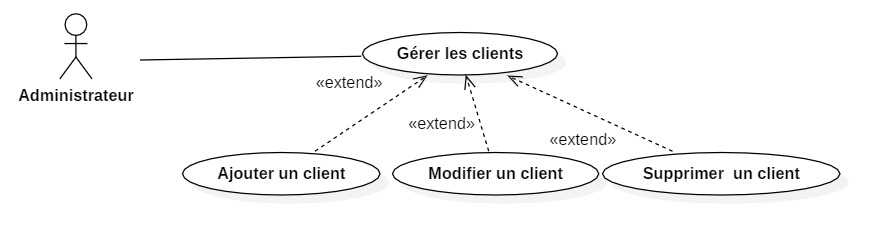 Gérer les clients
«extend»
Administrateur
«extend»
«extend»
Ajouter un client
Modifier un client
Supprimer  un client